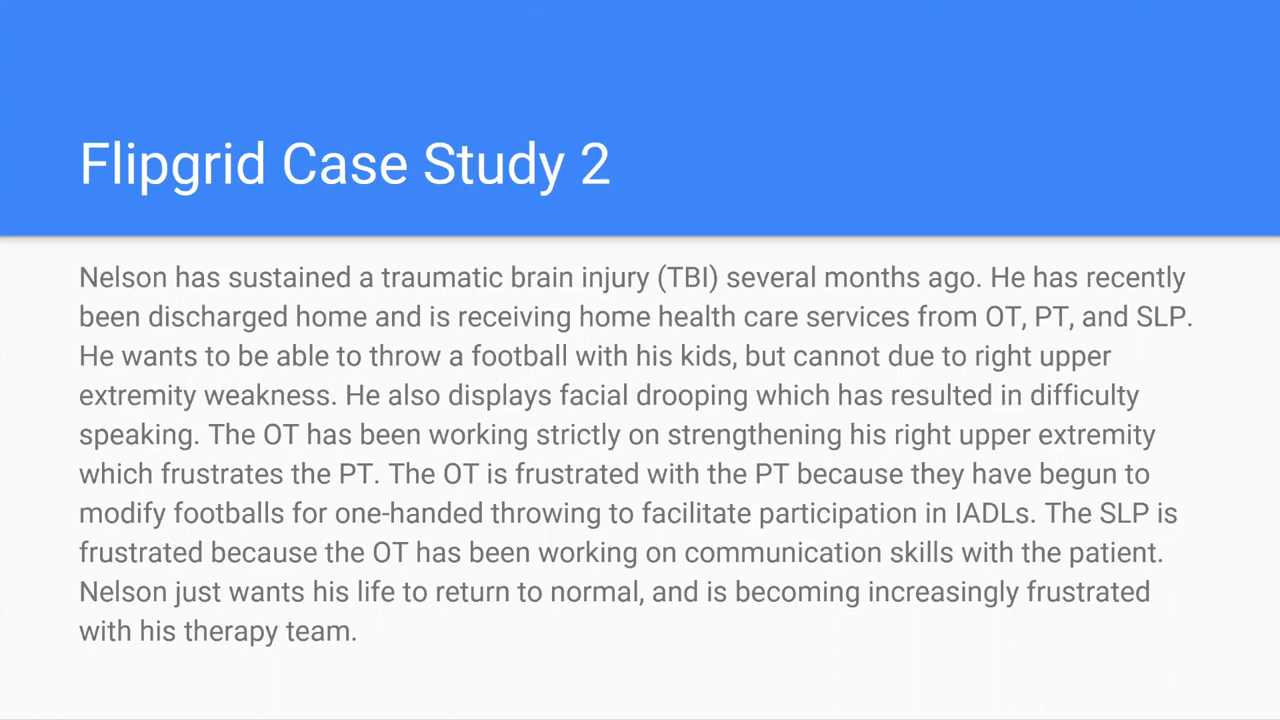 Flipgrid Case Study 2
Nelson has sustained a traumatic brain injury (TBI) several months ago. He has recently
been discharged home and is receiving home health care services from OT, PT, and SLP.
He wants to be able to throw a football with his kids, but cannot due to right upper
extremity weakness. He also displays facial drooping which has resulted in difficulty
speaking. The OT has been working strictly on strengthening his right upper extremity
which frustrates the PT. The OT is frustrated with the PT because they have begun to
modify footballs for one-handed throwing to facilitate participation in IADLs. The SLP is
frustrated because the OT has been working on communication skills with the patient.
Nelson just wants his life to return to normal, and is becoming increasingly frustrated
with his therapy team.